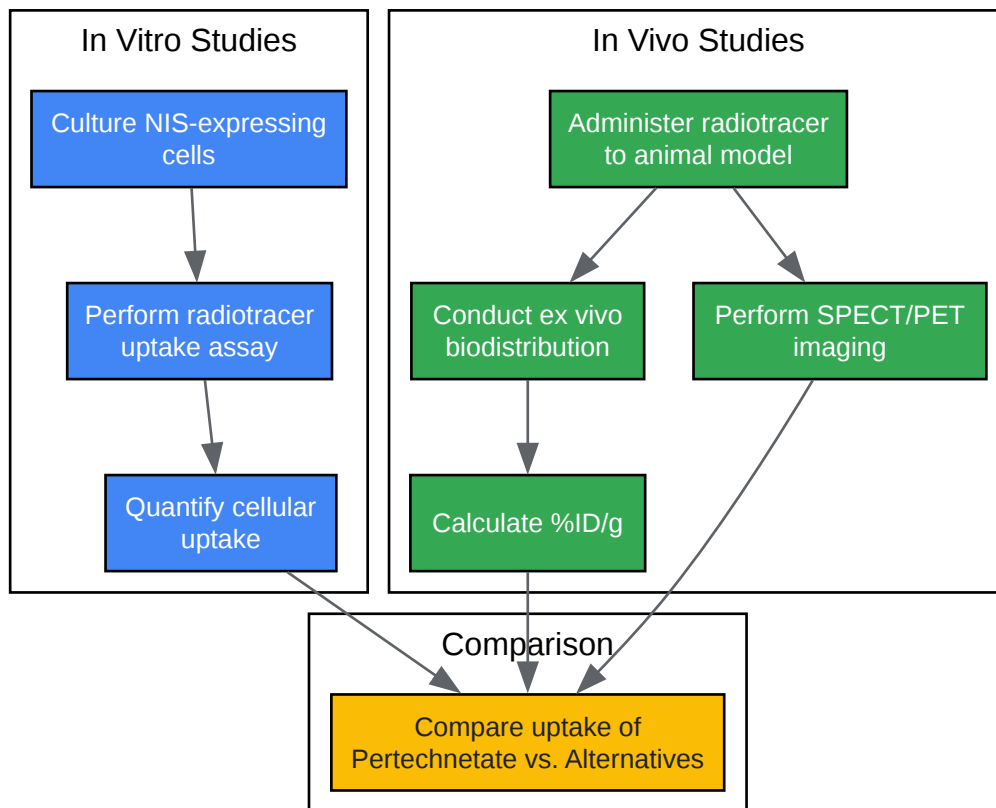 In Vitro Studies
Culture NIS-expressing
cells
Perform radiotracer
uptake assay
Quantify cellular
uptake
In Vivo Studies
Administer radiotracer
to animal model
Conduct ex vivo
biodistribution
Perform SPECT/PET
imaging
Calculate %ID/g
Comparison
Compare uptake of
Pertechnetate vs. Alternatives